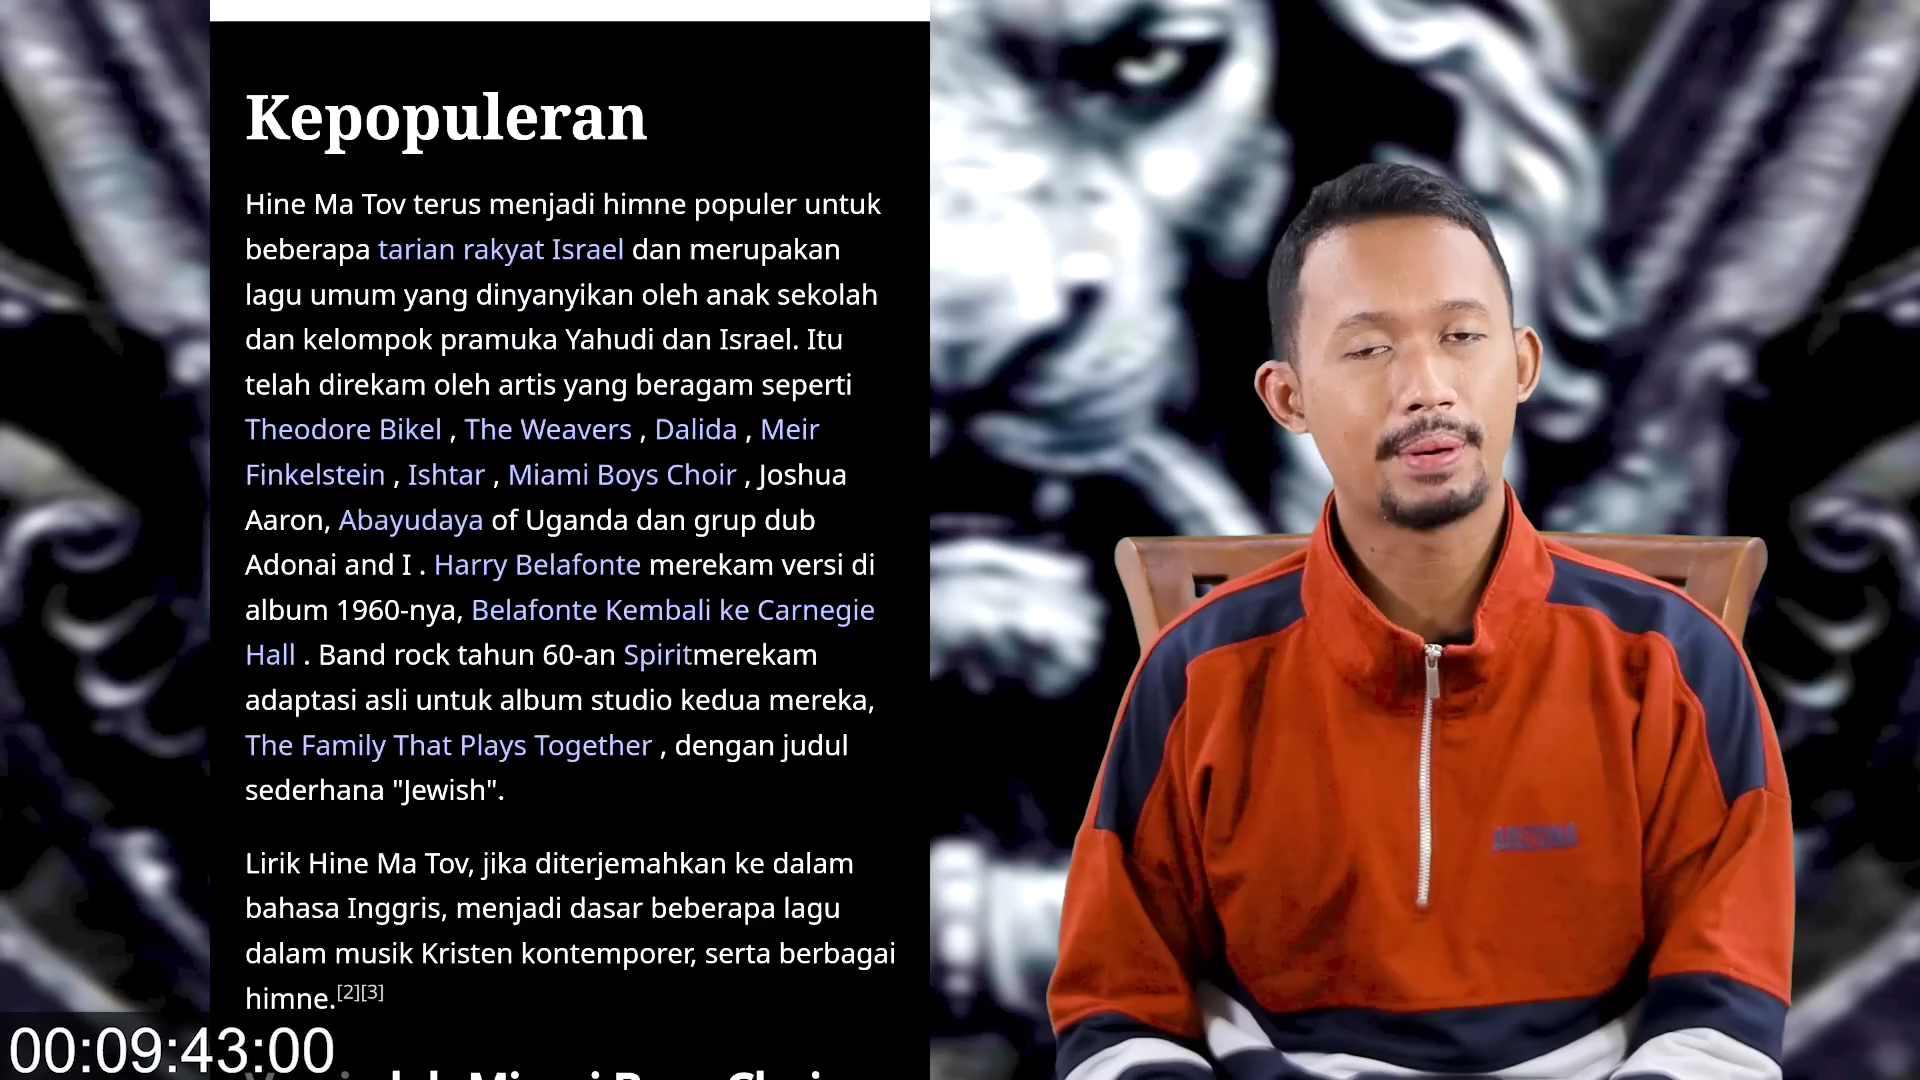 Kepopuleran
Hine Ma Tov terus menjadi himne populer untuk
beberapa tarian rakyat Israel dan merupakan
lagu umum yang dinyanyikan oleh anak sekolah
dan kelompok pramuka Yahudi dan Israel. Itu
telah direkam oleh artis yang beragam seperti
Theodore Bikel , The Weavers , Dalida , Meir
Finkelstein , Ishtar , Miami Boys Choir , Joshua
Aaron, Abayudaya of Uganda dan grup dub
Adonai and I . Harry Belafonte merekam versi di
album 1960-nya, Belafonte Kembali ke Carnegie
Hall . Band rock tahun 60-an Spiritmerekam
adaptasi asli untuk album studio kedua mereka,
The Family That Plays Together , dengan judul
sederhana "Jewish".
Lirik Hine Ma Tov, jika diterjemahkan ke dalam
bahasa Inggris, menjadi dasar beberapa lagu
dalam musik Kristen kontemporer, serta berbagai
himne.[2][3]
00:09:43:00